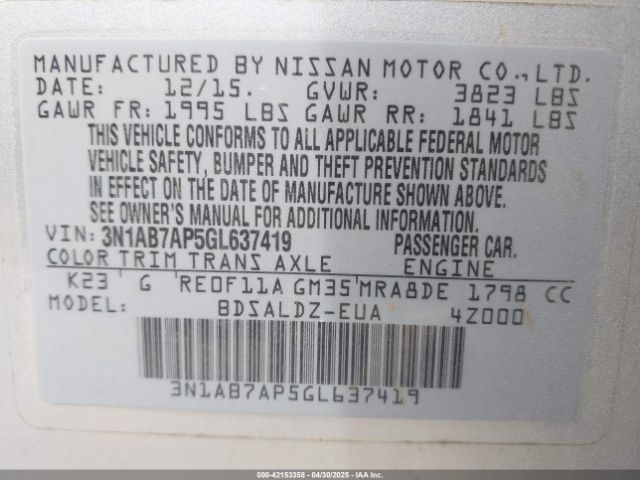 MANUFACTURED BY NISSAN MOTOR CO., LTD.
DATE: 12/15. GVWR: 3823 LBS
GAWR FR: 1995 LBS GAWR RR: 1841 LBS
THIS VEHICLE CONFORMS TO ALL APPLICABLE FEDERAL MOTOR
VEHICLE SAFETY, BUMPER AND THEFT PREVENTION STANDARDS
IN EFFECT ON THE DATE OF MANUFACTURE SHOWN ABOVE.
SEE OWNER'S MANUAL FOR ADDITIONAL INFORMATION.
VIN: 3N1AB7AP5GL637419 PASSENGER CAR.
COLOR TRIM TRANS AXLE ENGINE
K23 G RE0F11A GM35 MRA8DE 1798 CC
MODEL: BDSALDZ-EUA 4Z000
3N1AB7AP5GL637419
000-42153358 - 04/30/2025 - IAA Inc.